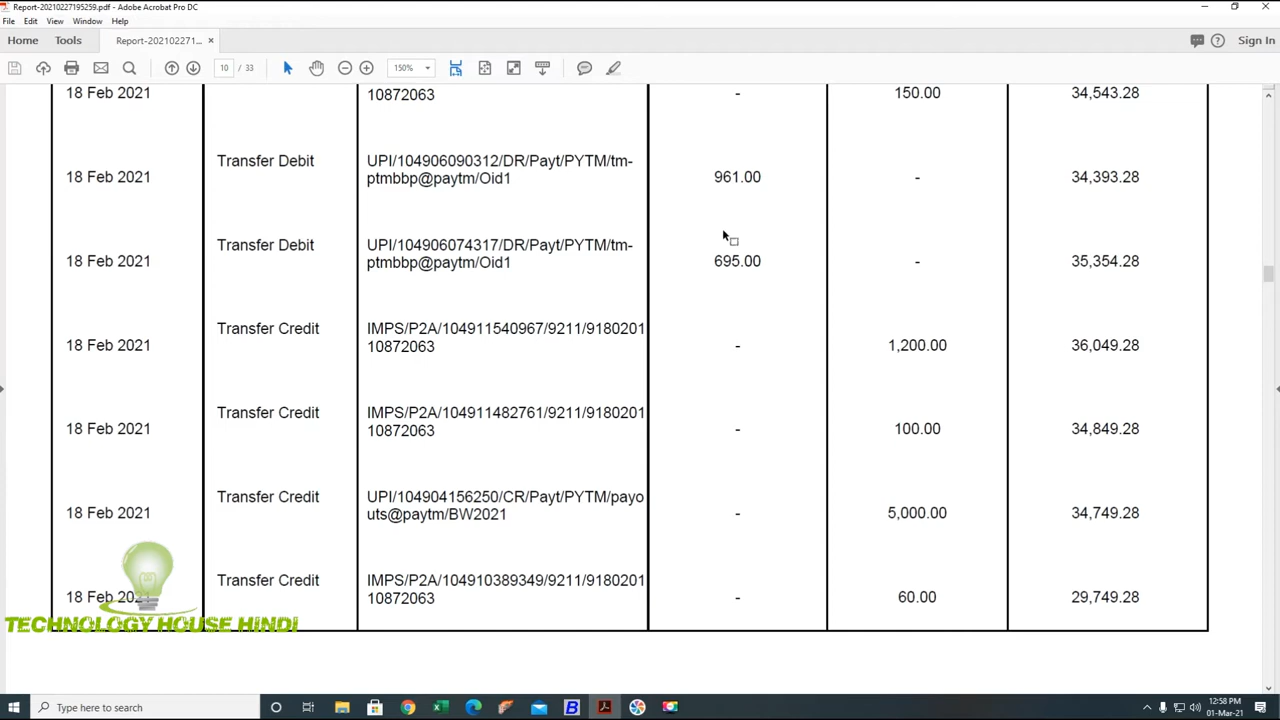 Report-20210227195259.pdf - Adobe Acrobat Pro DC
File Edit View Window Help
Home Tools Report-202102271... × Sign In
10 / 33 150%
18 Feb 2021 10872063 - 150.00 34,543.28
Transfer Debit UPI/104906090312/DR/Payt/PYTM/tm-
18 Feb 2021 ptmbbp@paytm/Oid1 961.00 - 34,393.28
Transfer Debit UPI/104906074317/DR/Payt/PYTM/tm-
18 Feb 2021 ptmbbp@paytm/Oid1 695.00 - 35,354.28
Transfer Credit IMPS/P2A/104911540967/9211/9180201
18 Feb 2021 10872063 - 1,200.00 36,049.28
Transfer Credit IMPS/P2A/104911482761/9211/9180201
18 Feb 2021 10872063 - 100.00 34,849.28
Transfer Credit UPI/104904156250/CR/Payt/PYTM/payo
18 Feb 2021 uts@paytm/BW2021 - 5,000.00 34,749.28
Transfer Credit IMPS/P2A/104910389349/9211/9180201
18 Feb 2021 10872063 - 60.00 29,749.28
TECHNOLOGY HOUSE HINDI
Type here to search 12:58 PM
01-Mar-21